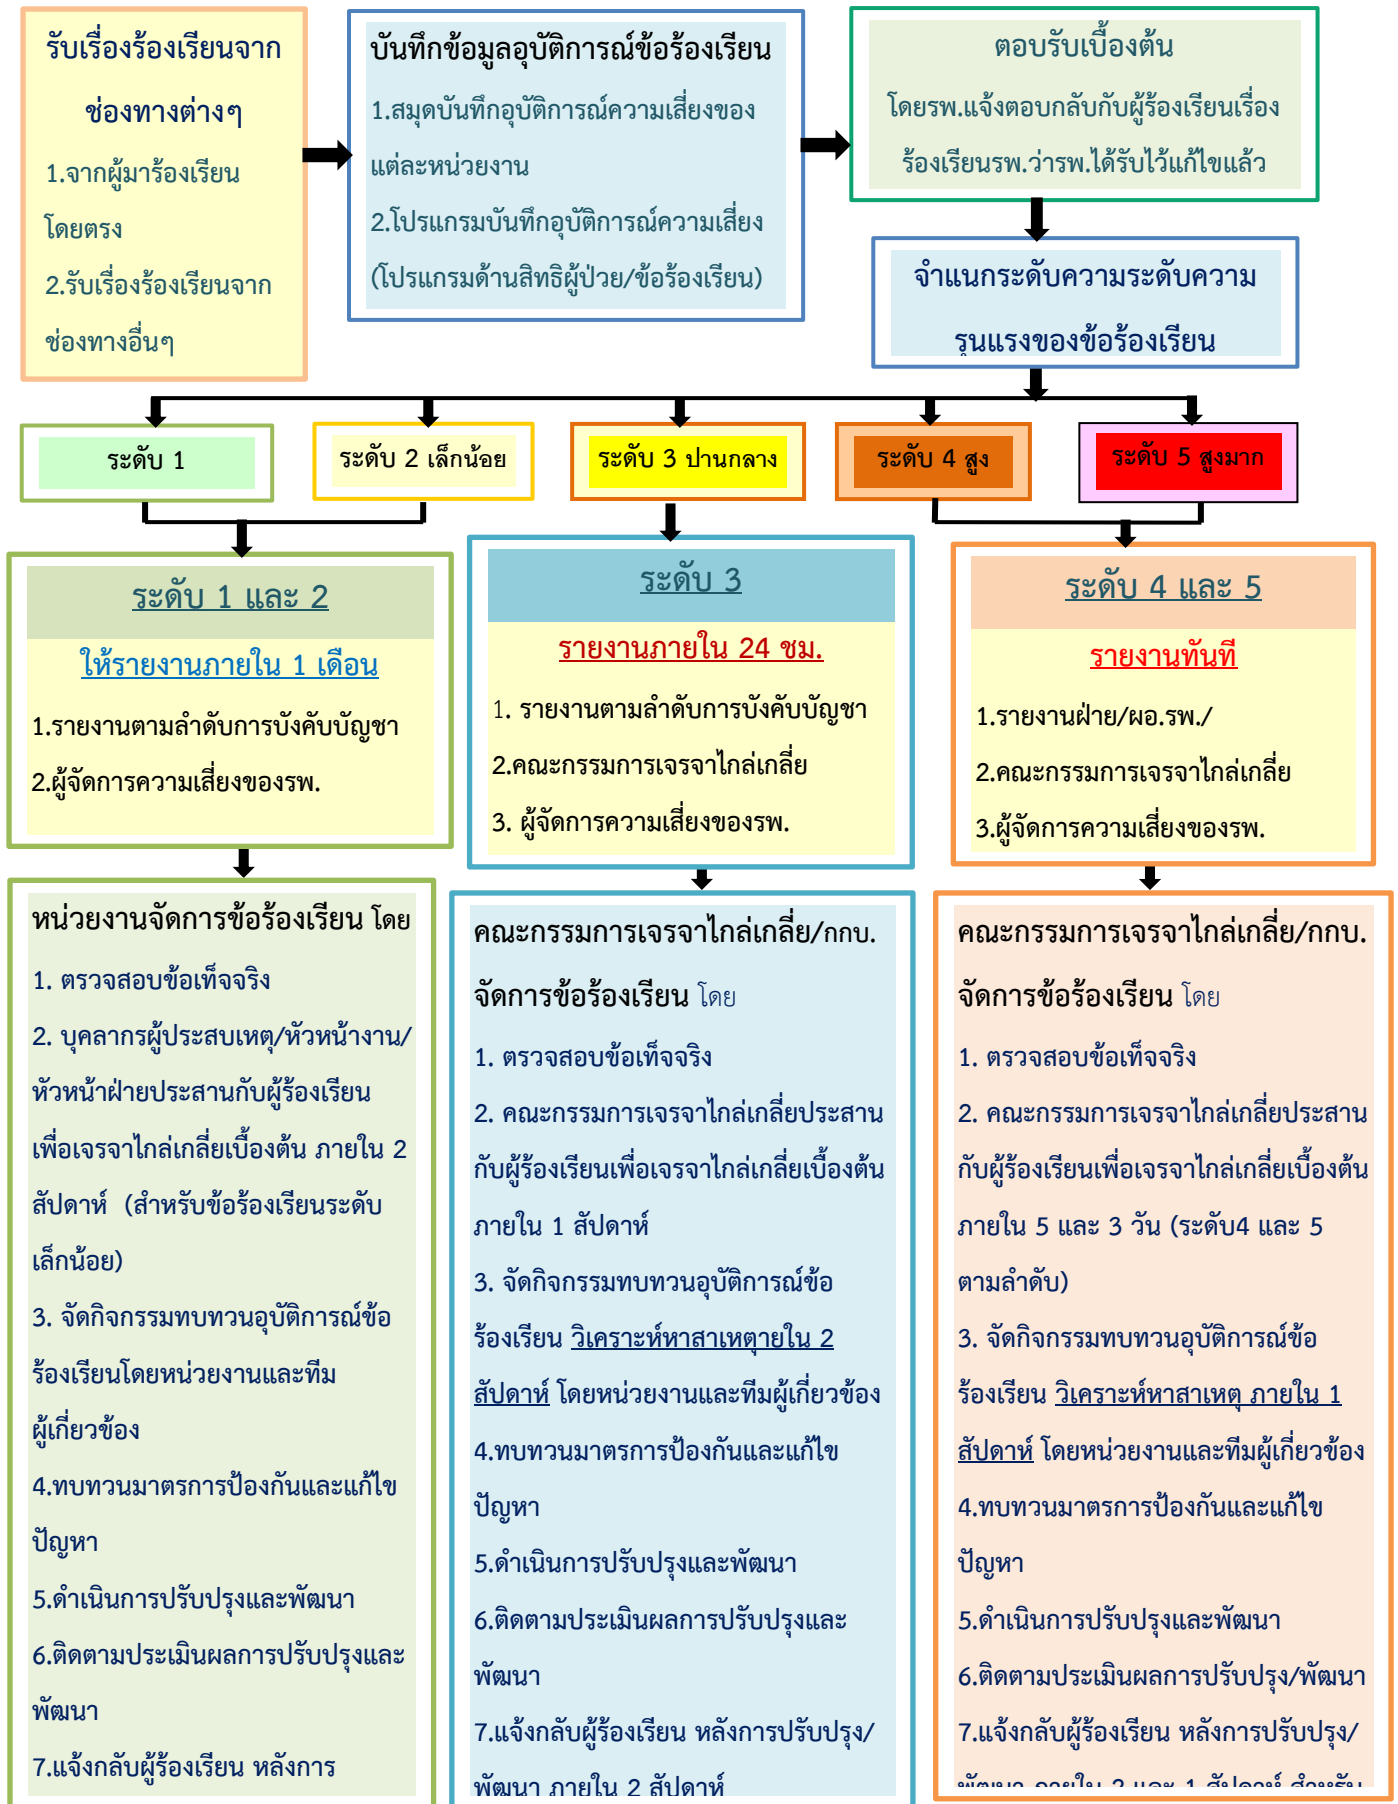 รับเรื่องร้องเรียนจาก
ช่องทางต่างๆ
1.จากผู้มาร้องเรียน
โดยตรง
2.รับเรื่องร้องเรียนจาก
ช่องทางอื่นๆ
บันทึกข้อมูลอุบัติการณ์ข้อร้องเรียน
1.สมุดบันทึกอุบัติการณ์ความเสี่ยงของ
แต่ละหน่วยงาน
2.โปรแกรมบันทึกอุบัติการณ์ความเสี่ยง
(โปรแกรมด้านสิทธิผู้ป่วย/ข้อร้องเรียน)
ตอบรับเบื้องต้น
โดยรพ.แจ้งตอบกลับกับผู้ร้องเรียนเรื่อง
ร้องเรียนรพ.ว่ารพ.ได้รับไว้แก้ไขแล้ว
จำแนกระดับความระดับความ
รุนแรงของข้อร้องเรียน
ระดับ 1
ระดับ 2 เล็กน้อย
ระดับ 3 ปานกลาง
ระดับ 4 สูง
ระดับ 5 สูงมาก
ระดับ 1 และ 2
ให้รายงานภายใน 1 เดือน
1.รายงานตามลำดับการบังคับบัญชา
2.ผู้จัดการความเสี่ยงของรพ.
ระดับ 3
รายงานภายใน 24 ชม.
1. รายงานตามลำดับการบังคับบัญชา
2.คณะกรรมการเจรจาไกล่เกลี่ย
3. ผู้จัดการความเสี่ยงของรพ.
ระดับ 4 และ 5
รายงานทันที
1.รายงานฝ่าย/ผอ.รพ./
2.คณะกรรมการเจรจาไกล่เกลี่ย
3.ผู้จัดการความเสี่ยงของรพ.
หน่วยงานจัดการข้อร้องเรียน โดย
1. ตรวจสอบข้อเท็จจริง
2. บุคลากรผู้ประสบเหตุ/หัวหน้างาน/
หัวหน้าฝ่ายประสานกับผู้ร้องเรียน
เพื่อเจรจาไกล่เกลี่ยเบื้องต้น ภายใน 2
สัปดาห์ (สำหรับข้อร้องเรียนระดับ
เล็กน้อย)
3. จัดกิจกรรมทบทวนอุบัติการณ์ข้อ
ร้องเรียนโดยหน่วยงานและทีม
ผู้เกี่ยวข้อง
4.ทบทวนมาตรการป้องกันและแก้ไข
ปัญหา
5.ดำเนินการปรับปรุงและพัฒนา
6.ติดตามประเมินผลการปรับปรุงและ
พัฒนา
7.แจ้งกลับผู้ร้องเรียน หลังการ
คณะกรรมการเจรจาไกล่เกลี่ย/กกบ.
จัดการข้อร้องเรียน โดย
1. ตรวจสอบข้อเท็จจริง
2. คณะกรรมการเจรจาไกล่เกลี่ยประสาน
กับผู้ร้องเรียนเพื่อเจรจาไกล่เกลี่ยเบื้องต้น
ภายใน 1 สัปดาห์
3. จัดกิจกรรมทบทวนอุบัติการณ์ข้อ
ร้องเรียน วิเคราะห์หาสาเหตุายใน 2
สัปดาห์ โดยหน่วยงานและทีมผู้เกี่ยวข้อง
4.ทบทวนมาตรการป้องกันและแก้ไข
ปัญหา
5.ดำเนินการปรับปรุงและพัฒนา
6.ติดตามประเมินผลการปรับปรุงและ
พัฒนา
7.แจ้งกลับผู้ร้องเรียน หลังการปรับปรุง/
พัฒนา ภายใน 2 สัปดาห์
คณะกรรมการเจรจาไกล่เกลี่ย/กกบ.
จัดการข้อร้องเรียน โดย
1. ตรวจสอบข้อเท็จจริง
2. คณะกรรมการเจรจาไกล่เกลี่ยประสาน
กับผู้ร้องเรียนเพื่อเจรจาไกล่เกลี่ยเบื้องต้น
ภายใน 5 และ 3 วัน (ระดับ4 และ 5
ตามลำดับ)
3. จัดกิจกรรมทบทวนอุบัติการณ์ข้อ
ร้องเรียน วิเคราะห์หาสาเหตุ ภายใน 1
สัปดาห์ โดยหน่วยงานและทีมผู้เกี่ยวข้อง
4.ทบทวนมาตรการป้องกันและแก้ไข
ปัญหา
5.ดำเนินการปรับปรุงและพัฒนา
6.ติดตามประเมินผลการปรับปรุง/พัฒนา
7.แจ้งกลับผู้ร้องเรียน หลังการปรับปรุง/
พัฒนา ภายใน 2 และ 1 สัปดาห์ สำหรับ